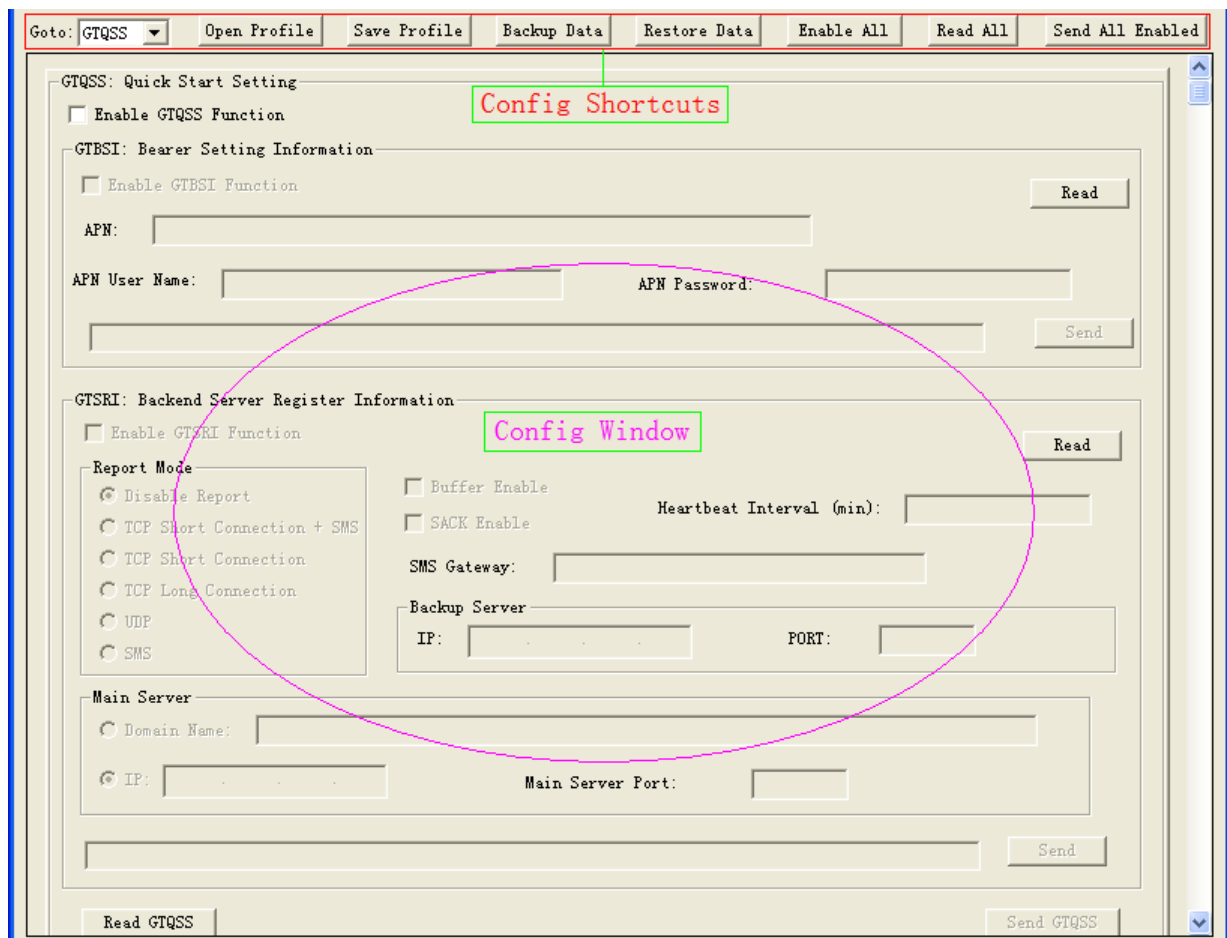 Goto: GTQSS Open Profile Save Profile Backup Data Restore Data Enable All Read All Send All Enabled
GTQSS: Quick Start Setting
Config Shortcuts
Enable GTQSS Function
GTBSI: Bearer Setting Information
Enable GTBSI Function
Read
APN:
APN User Name: APN Password:
Send
GTSRI: Backend Server Register Information
Enable GTSRI Function
Config Window
Read
Report Mode
Disable Report
TCP Short Connection + SMS
TCP Short Connection
TCP Long Connection
UDP
SMS
Buffer Enable
SACK Enable
Heartbeat Interval (min):
SMS Gateway:
Backup Server
IP: . . . PORT:
Main Server
Domain Name:
IP: . . . Main Server Port:
Send
Read GTQSS Send GTQSS